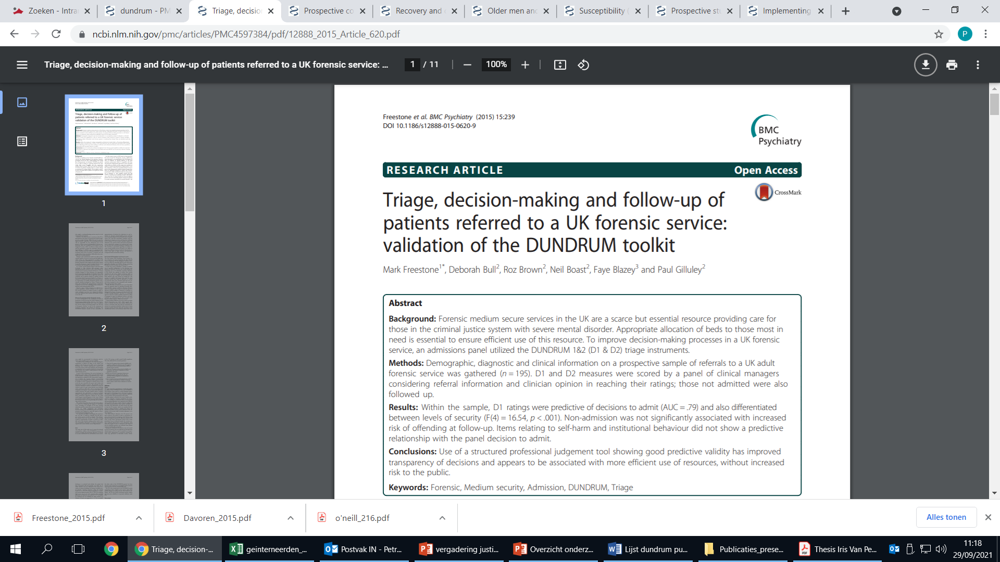 Zoeken - Intra
dundrum - PM
Triage, decisio
Prospective co
Recovery and
Older men and
Susceptibility
Prospective stu
Implementing
ncbi.nlm.nih.gov/pmc/articles/PMC4597384/pdf/12888_2015_Article_620.pdf
P
Triage, decision-making and follow-up of patients referred to a UK forensic service: ...
1 / 11
100%
1
2
3
Freestone et al. BMC Psychiatry (2015) 15:239
DOI 10.1186/s12888-015-0620-9
BMC
Psychiatry
RESEARCH ARTICLE
Open Access
CrossMark
Triage, decision-making and follow-up of
patients referred to a UK forensic service:
validation of the DUNDRUM toolkit
Mark Freestone1*, Deborah Bull2, Roz Brown2, Neil Boast2, Faye Blazey3 and Paul Gilluley2
Abstract
Background: Forensic medium secure services in the UK are a scarce but essential resource providing care for
those in the criminal justice system with severe mental disorder. Appropriate allocation of beds to those most in
need is essential to ensure efficient use of this resource. To improve decision-making processes in a UK forensic
service, an admissions panel utilized the DUNDRUM 1&2 (D1 & D2) triage instruments.
Methods: Demographic, diagnostic and clinical information on a prospective sample of referrals to a UK adult
forensic service was gathered (n = 195). D1 and D2 measures were scored by a panel of clinical managers
considering referral information and clinician opinion in reaching their ratings; those not admitted were also
followed up.
Results: Within the sample, D1 ratings were predictive of decisions to admit (AUC = .79) and also differentiated
between levels of security (F(4) = 16.54, p < .001). Non-admission was not significantly associated with increased
risk of offending at follow-up. Items relating to self-harm and institutional behaviour did not show a predictive
relationship with the panel decision to admit.
Conclusions: Use of a structured professional judgement tool showing good predictive validity has improved
transparency of decisions and appears to be associated with more efficient use of resources, without increased
risk to the public.
Keywords: Forensic, Medium security, Admission, DUNDRUM, Triage
Freestone_2015.pdf
Davoren_2015.pdf
o'neill_216.pdf
Alles tonen
Triage, decision-...
geinterneerden_...
Postvak IN - Petr...
vergadering justi...
Overzicht onderz...
Lijst dundrum pu...
Publicaties_prese...
Thesis Iris Van Pe...
11:18
29/09/2021